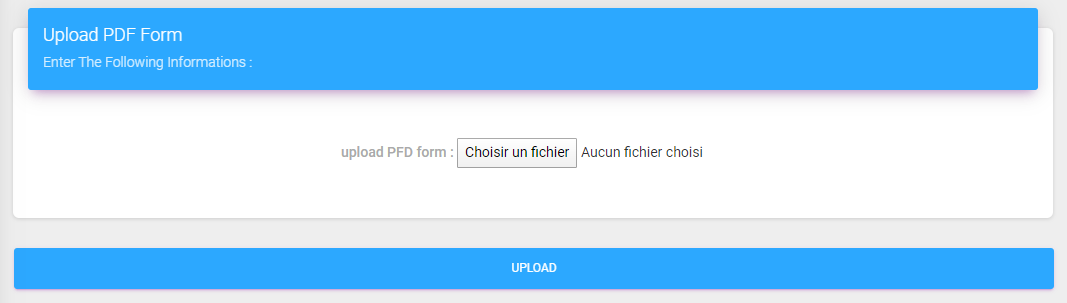 Upload PDF Form
Enter The Following Informations :
upload PFD form : Choisir un fichier Aucun fichier choisi
UPLOAD